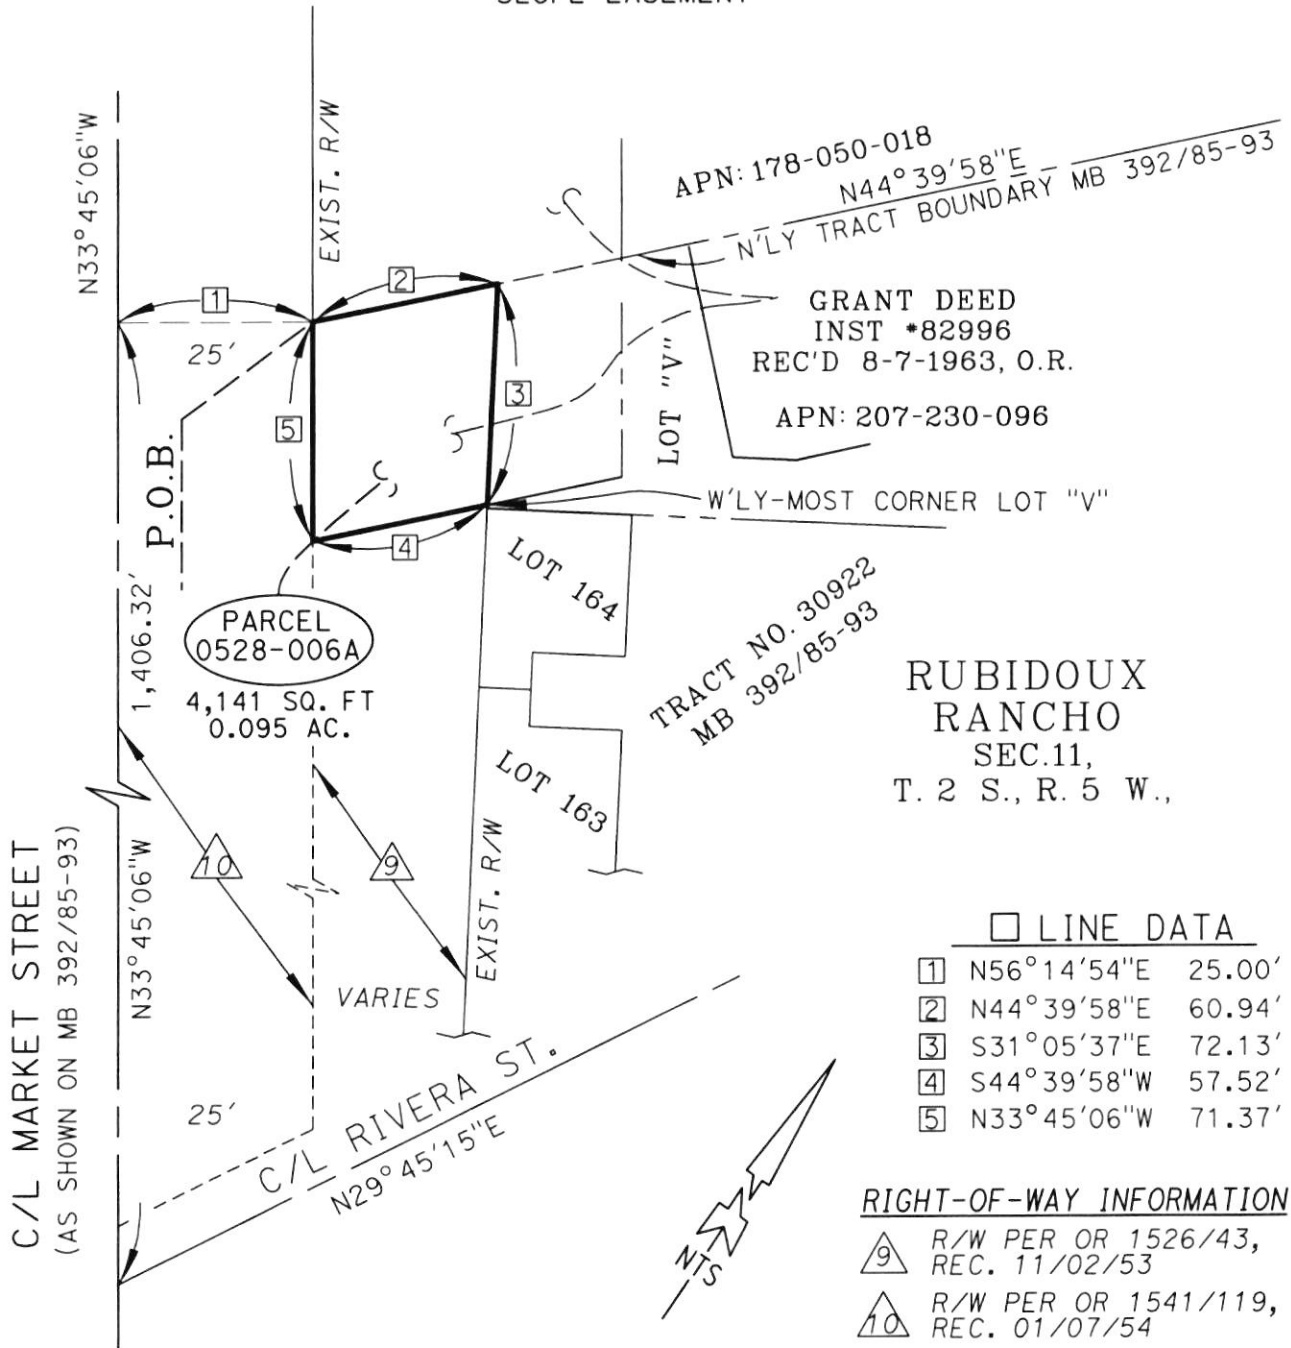 SLOPE EASEMENT
N33°45'06"W
EXIST. R/W
APN: 178-050-018
N44°39'58"E
N'LY TRACT BOUNDARY MB 392/85-93
1
2
25'
GRANT DEED
INST *82996
REC'D 8-7-1963, O.R.
3
5
LOT "V"
APN: 207-230-096
P.O.B.
W'LY-MOST CORNER LOT "V"
4
LOT 164
1,406.32'
PARCEL
0528-006A
4,141 SQ. FT
0.095 AC.
TRACT NO. 30922
MB 392/85-93
RUBIDOUX
RANCHO
SEC.11,
T. 2 S., R. 5 W.,
LOT 163
C/L MARKET STREET
(AS SHOWN ON MB 392/85-93)
N33°45'06"W
10
9
EXIST. R/W
VARIES
25'
C/L RIVERA ST.
N29°45'15"E
NTS
LINE DATA
1 N56°14'54"E 25.00'
2 N44°39'58"E 60.94'
3 S31°05'37"E 72.13'
4 S44°39'58"W 57.52'
5 N33°45'06"W 71.37'
RIGHT-OF-WAY INFORMATION
9 R/W PER OR 1526/43,
REC. 11/02/53
10 R/W PER OR 1541/119,
REC. 01/07/54